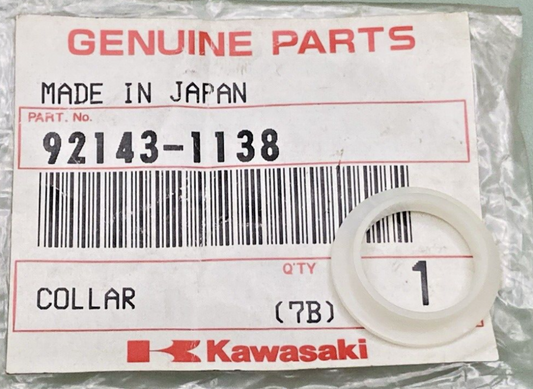 GENUINE PARTS
MADE IN JAPAN
PART. No.
92143-1138
Q'TY
COLLAR (7B) 1
Kawasaki